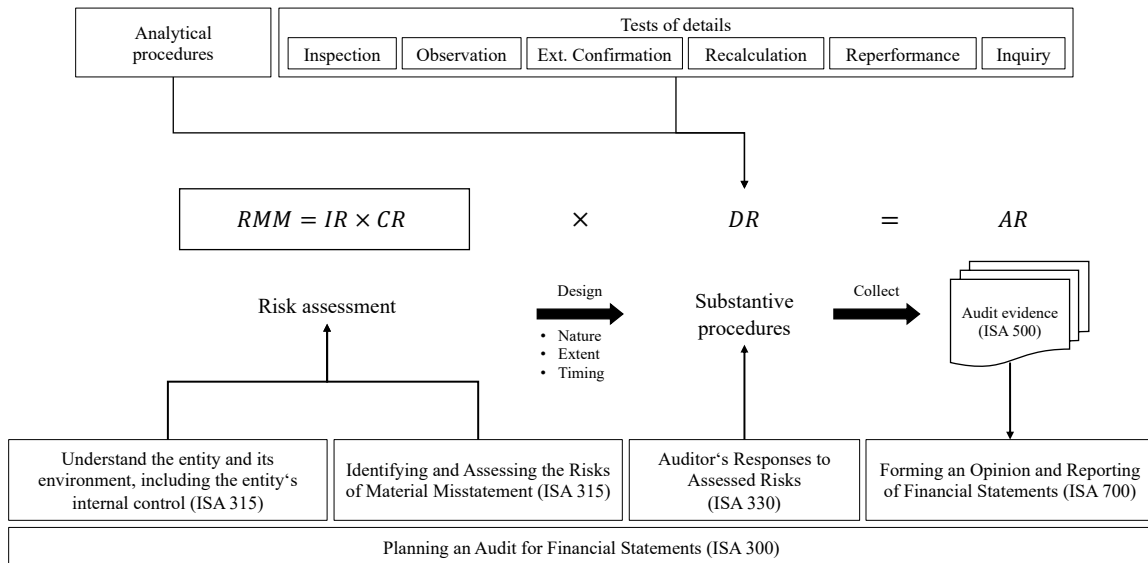 Analytical
procedures
Tests of details
Inspection
Observation
Ext. Confirmation
Recalculation
Reperformance
Inquiry
RMM = IR × CR
×
DR
=
AR
Risk assessment
Design
• Nature
• Extent
• Timing
Substantive
procedures
Collect
Audit evidence
(ISA 500)
Understand the entity and its
environment, including the entity‘s
internal control (ISA 315)
Identifying and Assessing the Risks
of Material Misstatement (ISA 315)
Auditor‘s Responses to
Assessed Risks
(ISA 330)
Forming an Opinion and Reporting
of Financial Statements (ISA 700)
Planning an Audit for Financial Statements (ISA 300)